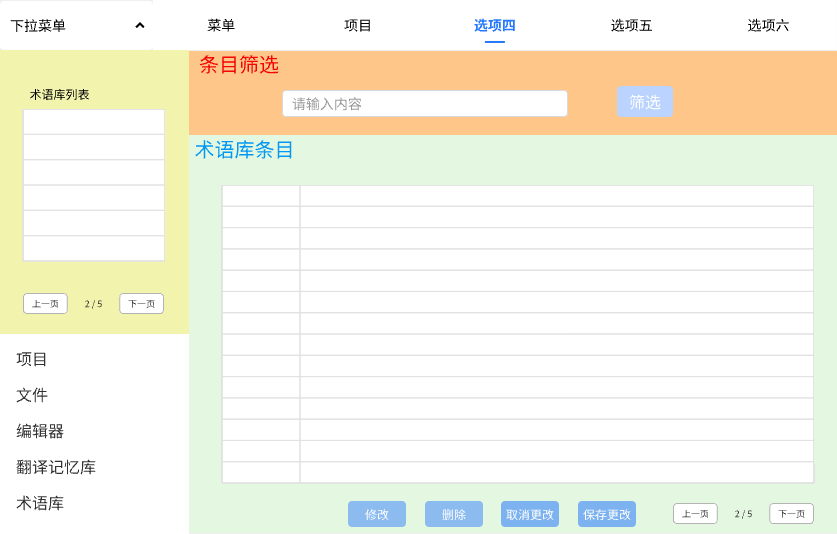 下拉菜单
菜单
项目
选项四
选项五
选项六
术语库列表
上一页
2 / 5
下一页
项目
文件
编辑器
翻译记忆库
术语库
条目筛选
请输入内容
筛选
术语库条目
修改
删除
取消更改
保存更改
上一页
2 / 5
下一页